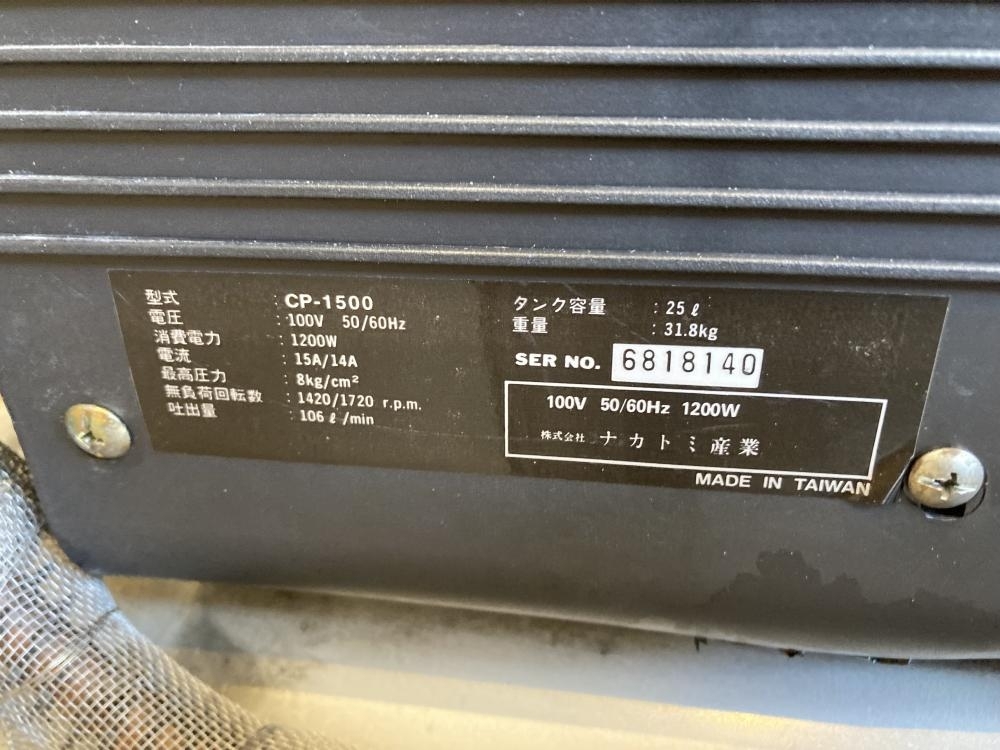 型式 : CP-1500
電圧 : 100V 50/60Hz
消費電力 : 1200W
電流 : 15A/14A
最高圧力 : 8kg/cm²
無負荷回転数 : 1420/1720 r.p.m.
吐出量 : 106ℓ/min
タンク容量 : 25ℓ
重量 : 31.8kg
SER NO. 6818140
100V 50/60Hz 1200W
株式会社 ナカトミ産業
MADE IN TAIWAN